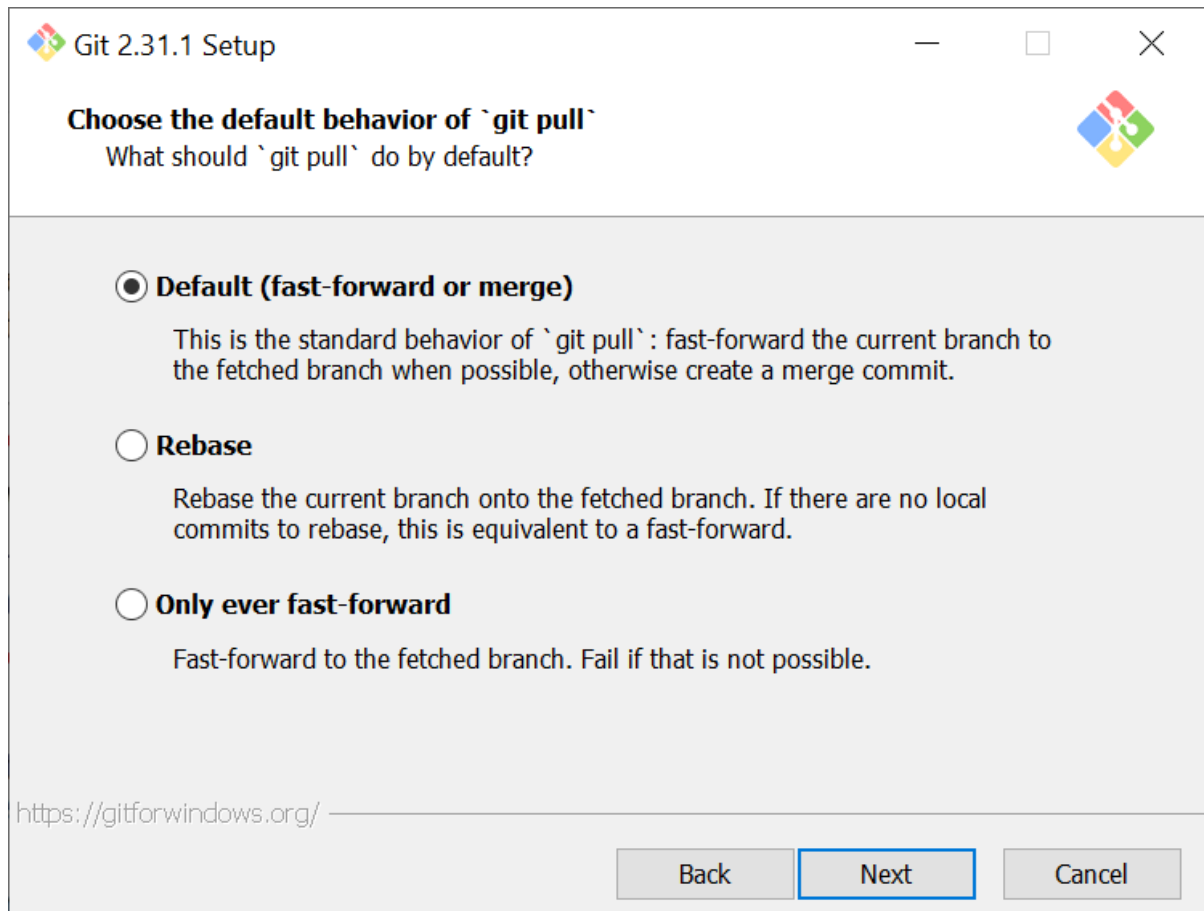 Git 2.31.1 Setup
Choose the default behavior of `git pull`
What should `git pull` do by default?
Default (fast-forward or merge)
This is the standard behavior of `git pull`: fast-forward the current branch to
the fetched branch when possible, otherwise create a merge commit.
Rebase
Rebase the current branch onto the fetched branch. If there are no local
commits to rebase, this is equivalent to a fast-forward.
Only ever fast-forward
Fast-forward to the fetched branch. Fail if that is not possible.
https://gitforwindows.org/
Back Next Cancel